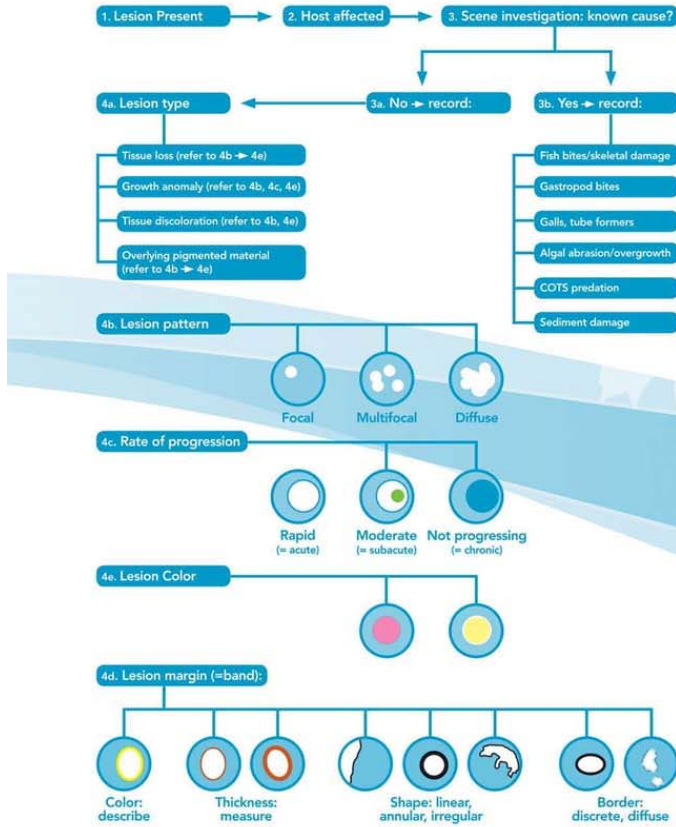 1. Lesion Present
2. Host affected
3. Scene investigation: known cause?
4a. Lesion type
3a. No → record:
3b. Yes → record:
Tissue loss (refer to 4b → 4e)
Growth anomaly (refer to 4b, 4c, 4e)
Tissue discoloration (refer to 4b, 4e)
Overlying pigmented material
(refer to 4b → 4e)
Fish bites/skeletal damage
Gastropod bites
Galls, tube formers
Algal abrasion/overgrowth
COTS predation
Sediment damage
4b. Lesion pattern
Focal
Multifocal
Diffuse
4c. Rate of progression
Rapid
(= acute)
Moderate
(= subacute)
Not progressing
(= chronic)
4e. Lesion Color
4d. Lesion margin (=band):
Color:
describe
Thickness:
measure
Shape: linear,
annular, irregular
Border:
discrete, diffuse